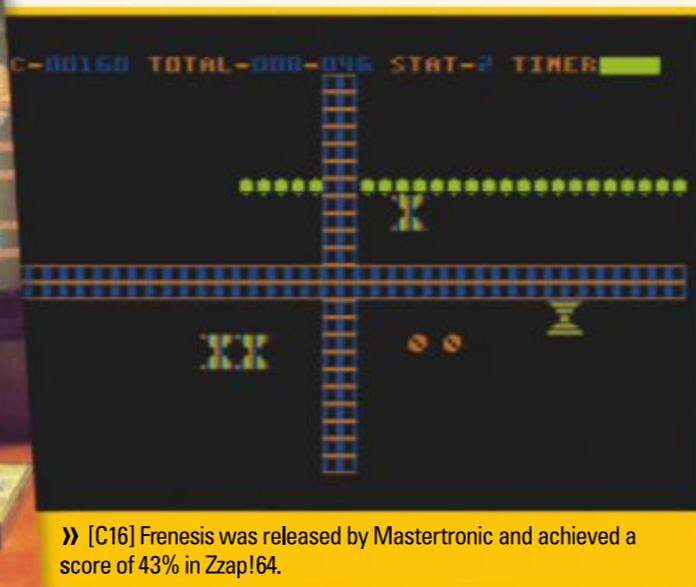 C-00160 TOTAL-008-046 STAT-2 TIMER
» [C16] Frenesis was released by Mastertronic and achieved a
score of 43% in Zzap!64.